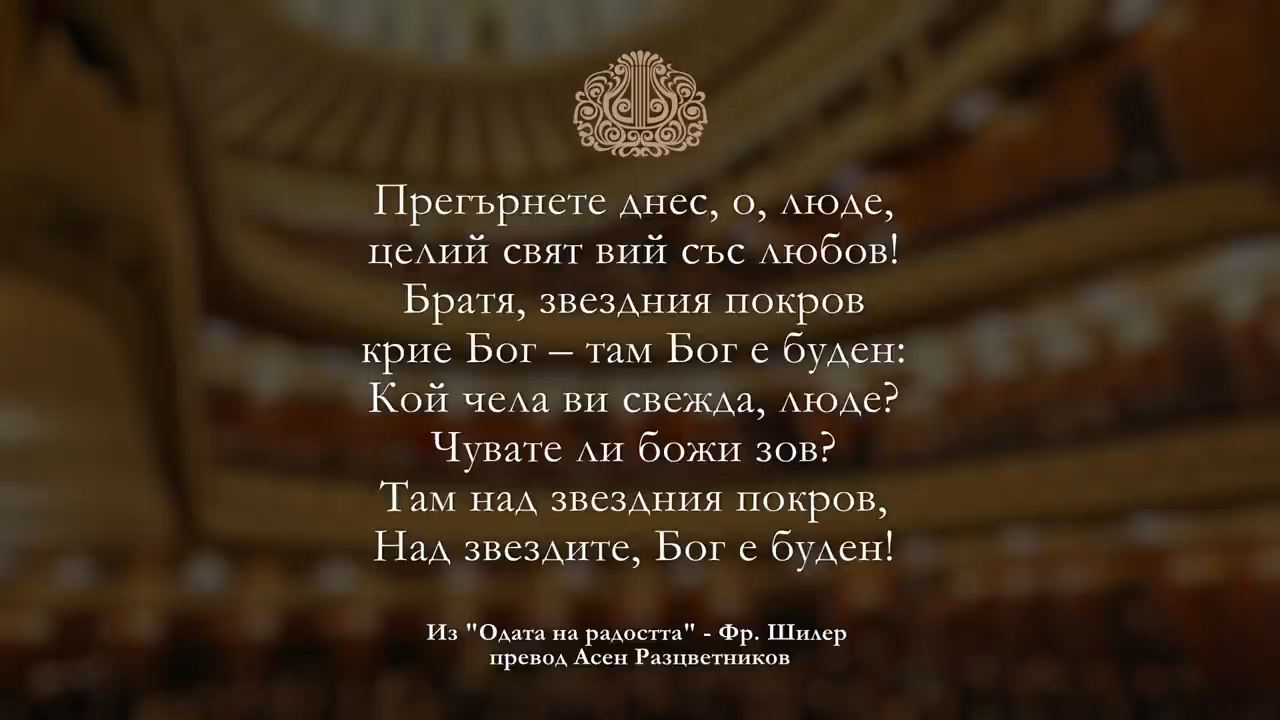 Прегърнете днес, о, люде,
целий свят вий със любов!
Братя, звездния покров
крие Бог – там Бог е буден:
Кой чела ви свежда, люде?
Чувате ли божи зов?
Там над звездния покров,
Над звездите, Бог е буден!
Из "Одата на радостта" - Фр. Шилер
превод Асен Разцветников